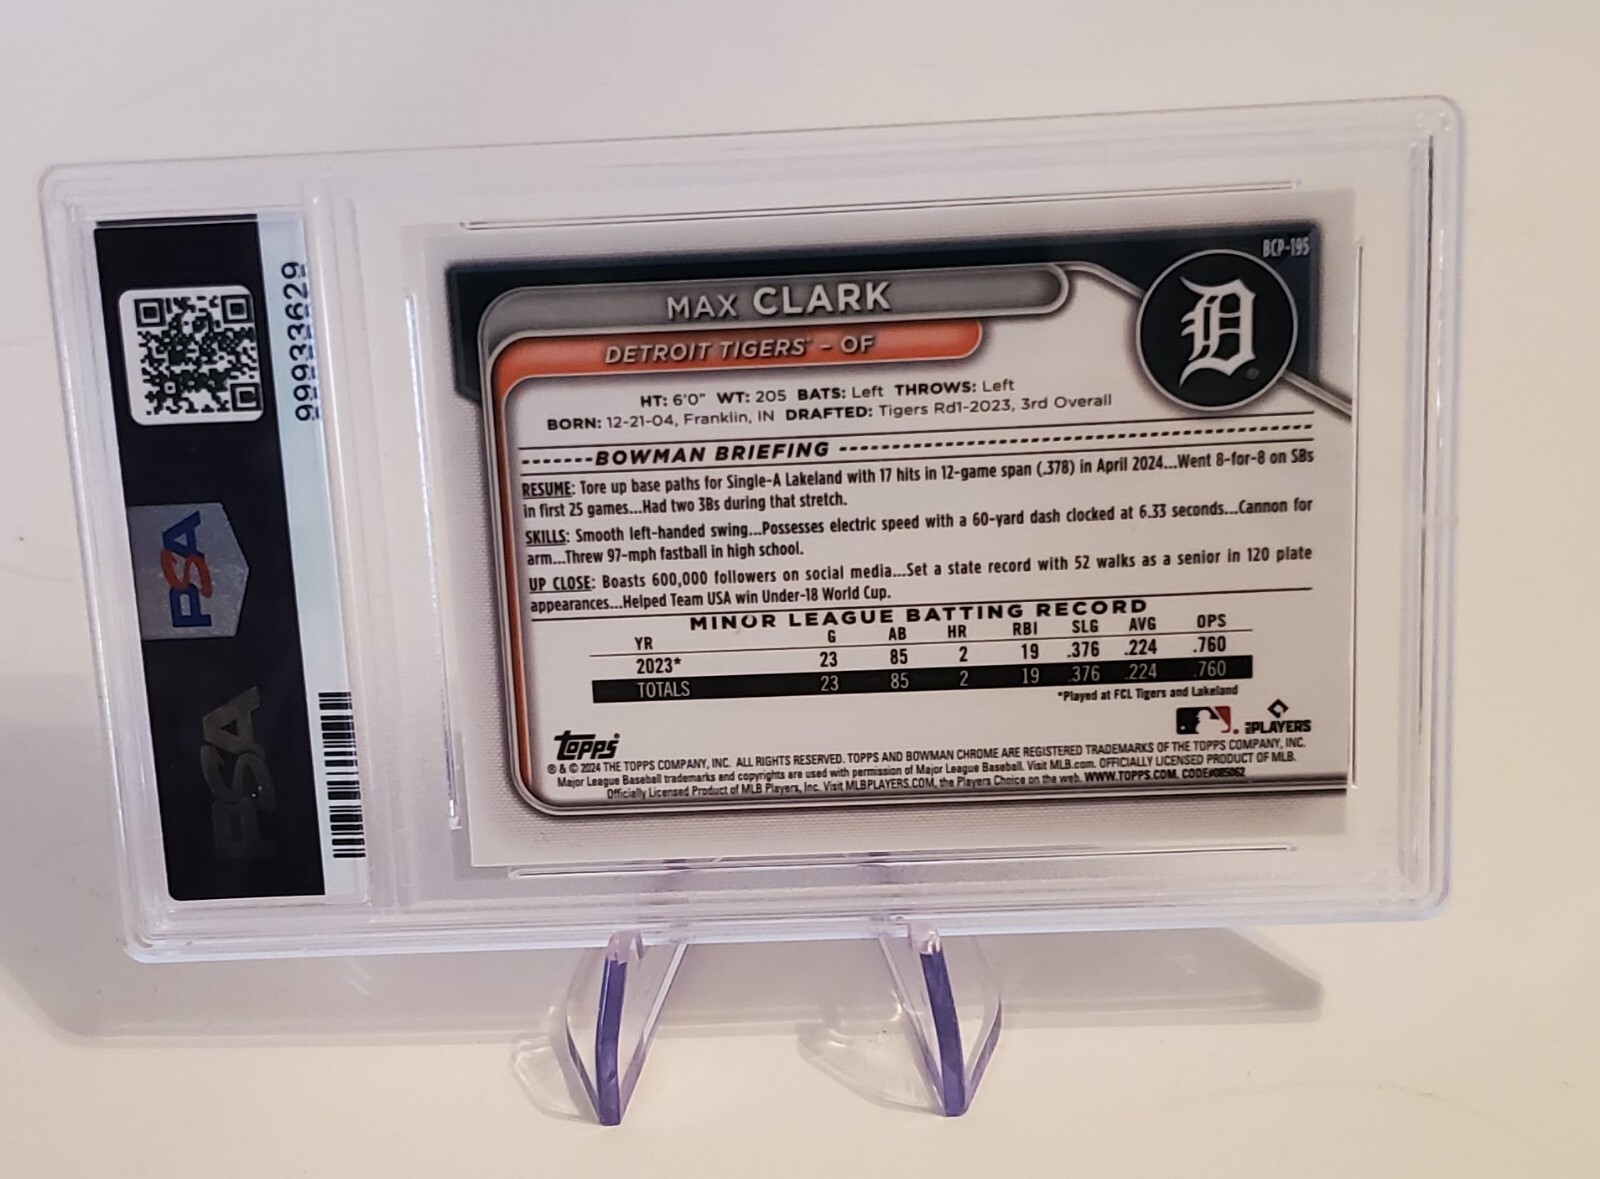 99933629
PSA
PSA
BCP-195
MAX CLARK
DETROIT TIGERS - OF
D
HT: 6'0" WT: 205 BATS: Left THROWS: Left
BORN: 12-21-04, Franklin, IN DRAFTED: Tigers Rd1-2023, 3rd Overall
BOWMAN BRIEFING
RESUME: Tore up base paths for Single-A Lakeland with 17 hits in 12-game span (.378) in April 2024...Went 8-for-8 on SBs
in first 25 games...Had two 3Bs during that stretch.
SKILLS: Smooth left-handed swing...Possesses electric speed with a 60-yard dash clocked at 6.33 seconds...Cannon for
arm...Threw 97-mph fastball in high school.
UP CLOSE: Boasts 600,000 followers on social media...Set a state record with 52 walks as a senior in 120 plate
appearances...Helped Team USA win Under-18 World Cup.
MINOR LEAGUE BATTING RECORD
YR G AB HR RBI SLG AVG OPS
2023* 23 85 2 19 .376 .224 .760
TOTALS 23 85 2 19 .376 .224 .760
*Played at FCL Tigers and Lakeland
topps
PLAYERS
® & © 2024 THE TOPPS COMPANY, INC. ALL RIGHTS RESERVED. TOPPS AND BOWMAN CHROME ARE REGISTERED TRADEMARKS OF THE TOPPS COMPANY, INC.
Major League Baseball trademarks and copyrights are used with permission of Major League Baseball. Visit MLB.com. OFFICIALLY LICENSED PRODUCT OF MLB.
Officially Licensed Product of MLB Players, Inc. Visit MLBPLAYERS.COM, the Players Choice on the web. WWW.TOPPS.COM. CODE#085062